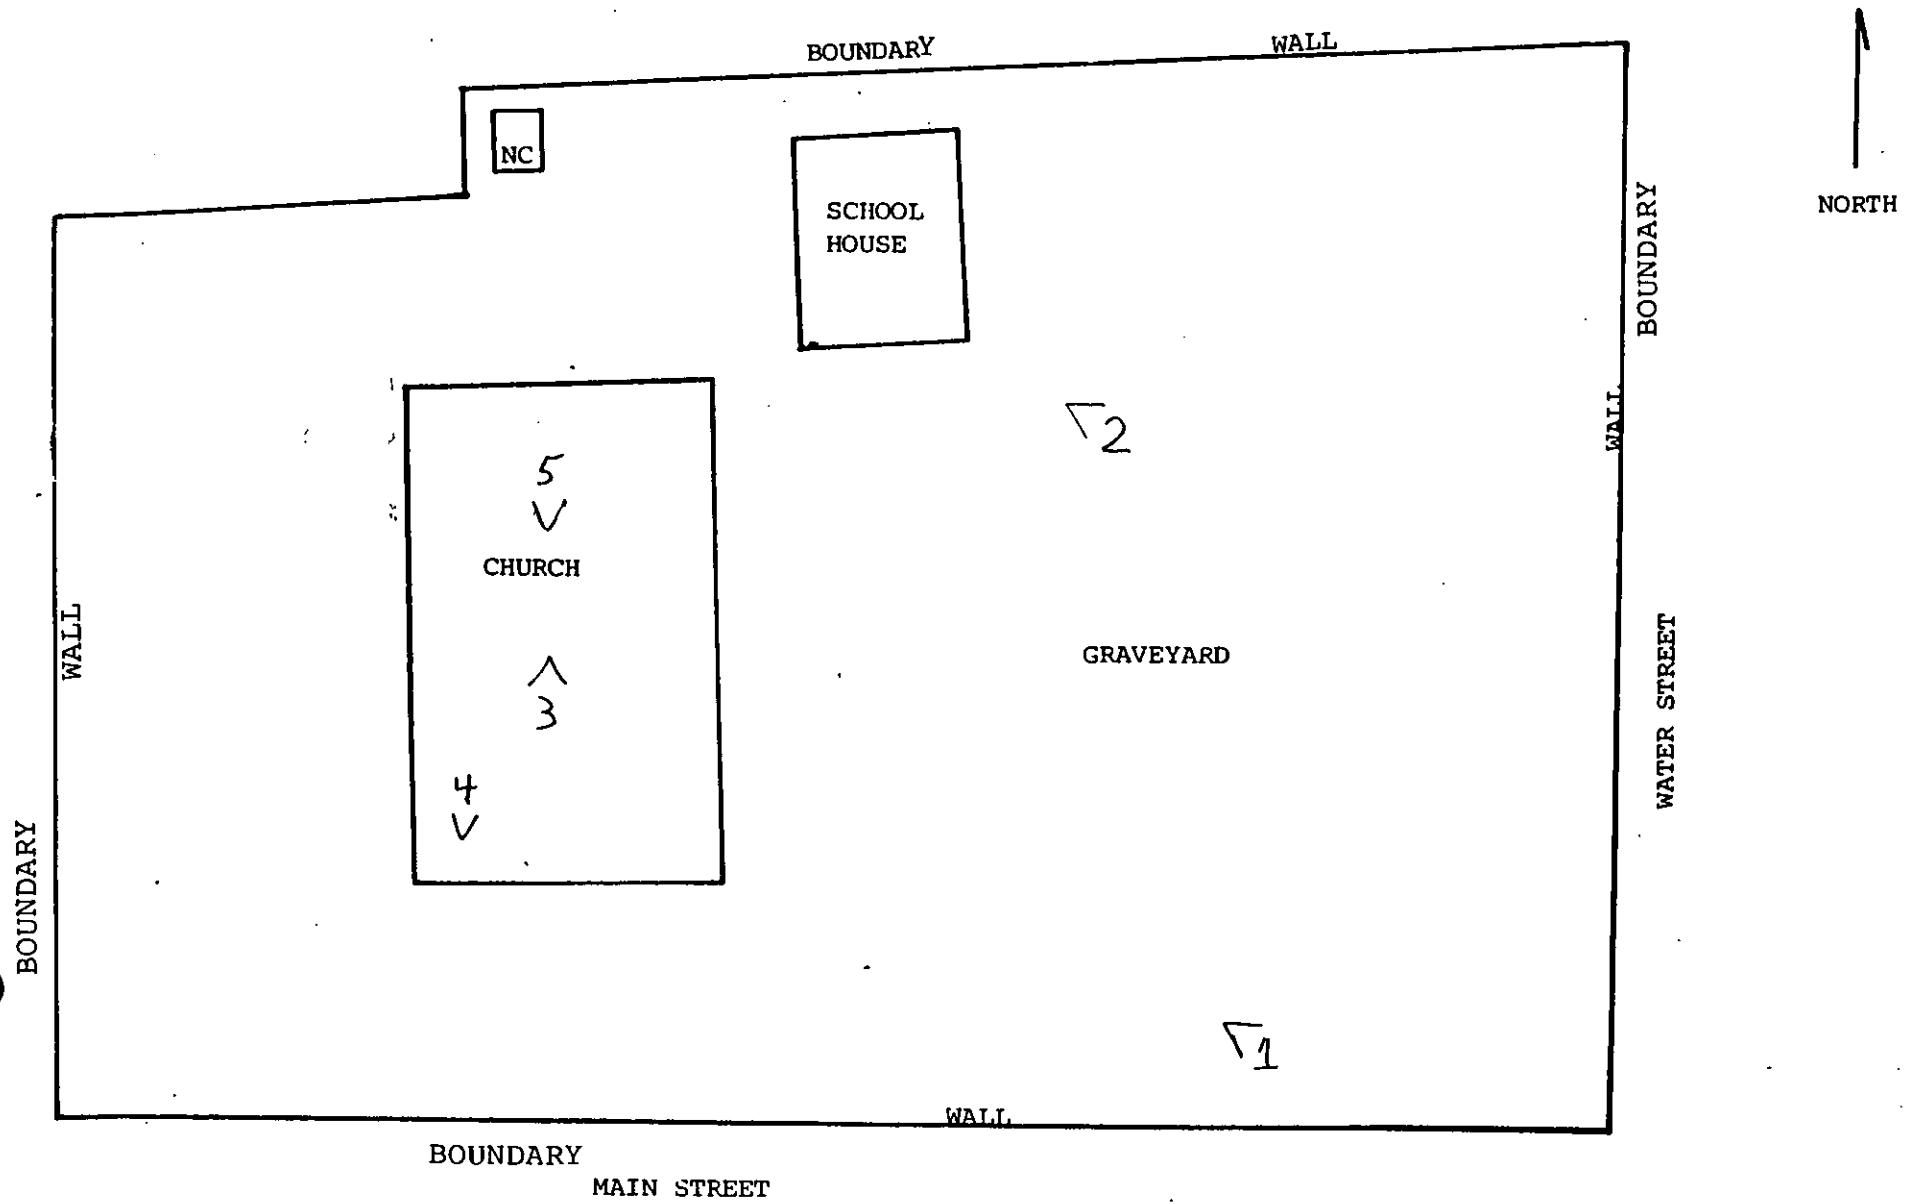 BOUNDARY WALL
NC
SCHOOL
HOUSE
NORTH
BOUNDARY
WALL
2
5
CHURCH
3
4
WALL
BOUNDARY
GRAVEYARD
WATER STREET
1
WALL
BOUNDARY
MAIN STREET